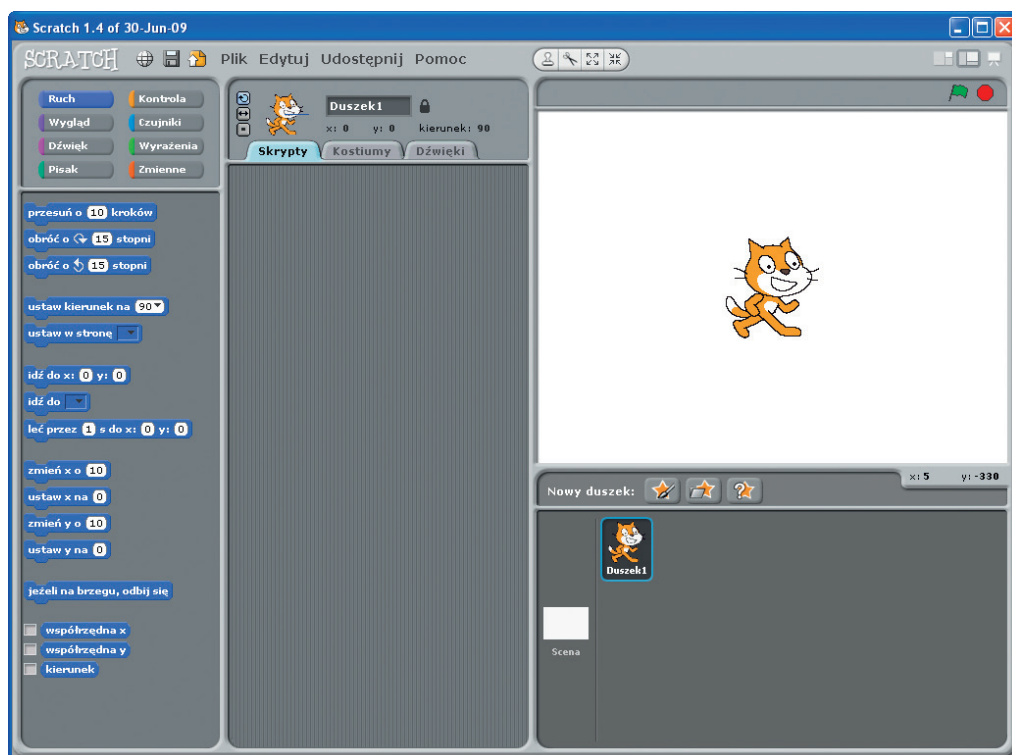 Scratch 1.4 of 30-Jun-09
SCRATCH Plik Edytuj Udostępnij Pomoc
Ruch Kontrola
Wygląd Czujniki
Dźwięk Wyrażenia
Pisak Zmienne
przesuń o 10 kroków
obróć o 15 stopni
obróć o 15 stopni
ustaw kierunek na 90
ustaw w stronę
idź do x: 0 y: 0
idź do
leć przez 1 s do x: 0 y: 0
zmień x o 10
ustaw x na 0
zmień y o 10
ustaw y na 0
jeżeli na brzegu, odbij się
współrzędna x
współrzędna y
kierunek
Duszek1
x: 0 y: 0 kierunek: 90
Skrypty Kostiumy Dźwięki
x: 5 y: -330
Nowy duszek:
Duszek1
Scena